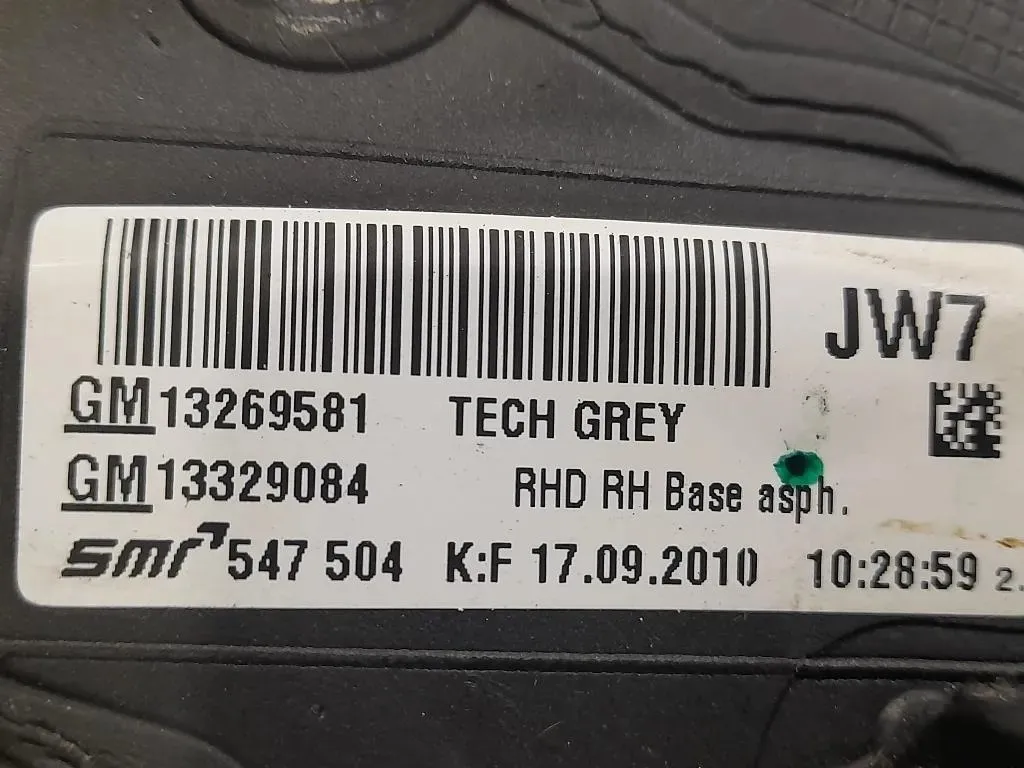 JW7
GM 13269581 TECH GREY
GM 13329084 RHD RH Base asph.
smr 547 504 K:F 17.09.2010 10:28:59 2.